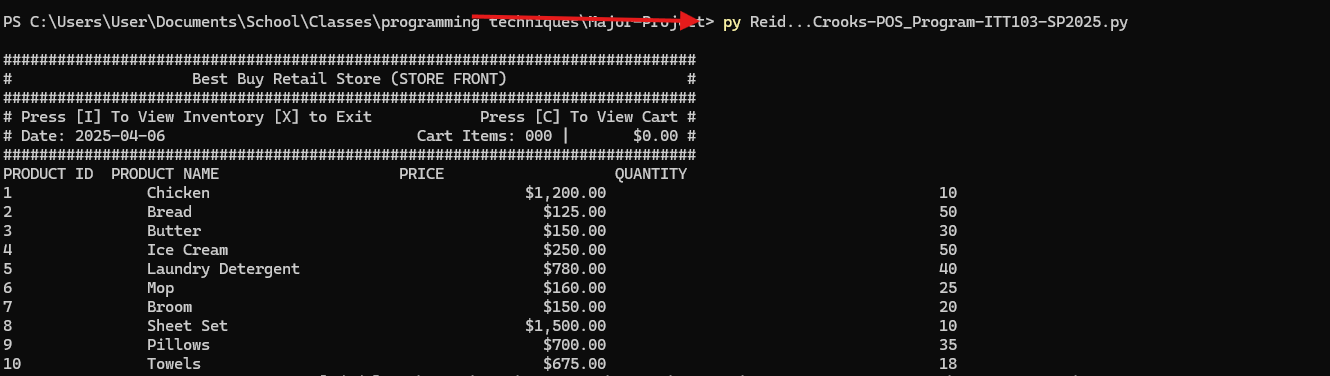 PS C:\Users\User\Documents\School\Classes\programming techniques\Major-Project> py Reid...Crooks-POS_Program-ITT103-SP2025.py
#############################################################################
# Best Buy Retail Store (STORE FRONT) #
#############################################################################
# Press [I] To View Inventory [X] to Exit Press [C] To View Cart #
# Date: 2025-04-06 Cart Items: 000 | $0.00 #
#############################################################################
PRODUCT ID PRODUCT NAME PRICE QUANTITY
1 Chicken $1,200.00 10
2 Bread $125.00 50
3 Butter $150.00 30
4 Ice Cream $250.00 50
5 Laundry Detergent $780.00 40
6 Mop $160.00 25
7 Broom $150.00 20
8 Sheet Set $1,500.00 10
9 Pillows $700.00 35
10 Towels $675.00 18